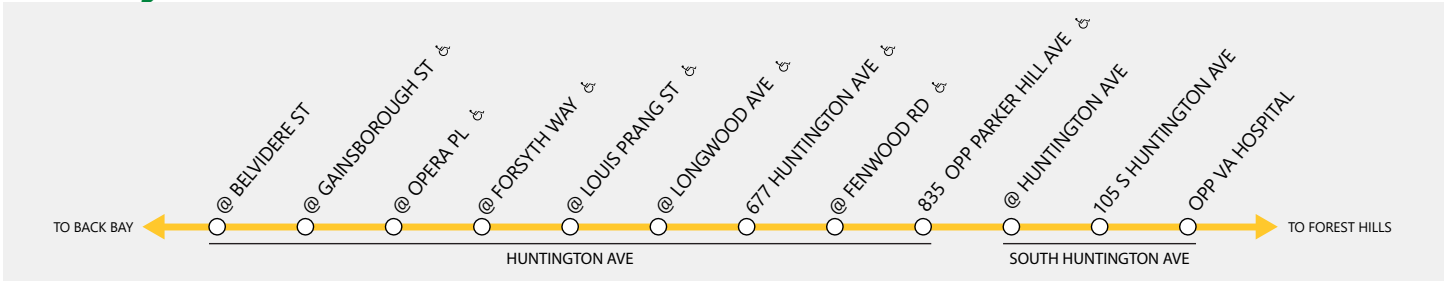 @ BELVIDERE ST
@ GAINSBOROUGH ST
@ OPERA PL
@ FORSYTH WAY
@ LOUIS PRANG ST
@ LONGWOOD AVE
677 HUNTINGTON AVE
@ FENWOOD RD
835 OPP PARKER HILL AVE
@ HUNTINGTON AVE
105 S HUNTINGTON AVE
OPP VA HOSPITAL
TO BACK BAY
TO FOREST HILLS
HUNTINGTON AVE
SOUTH HUNTINGTON AVE